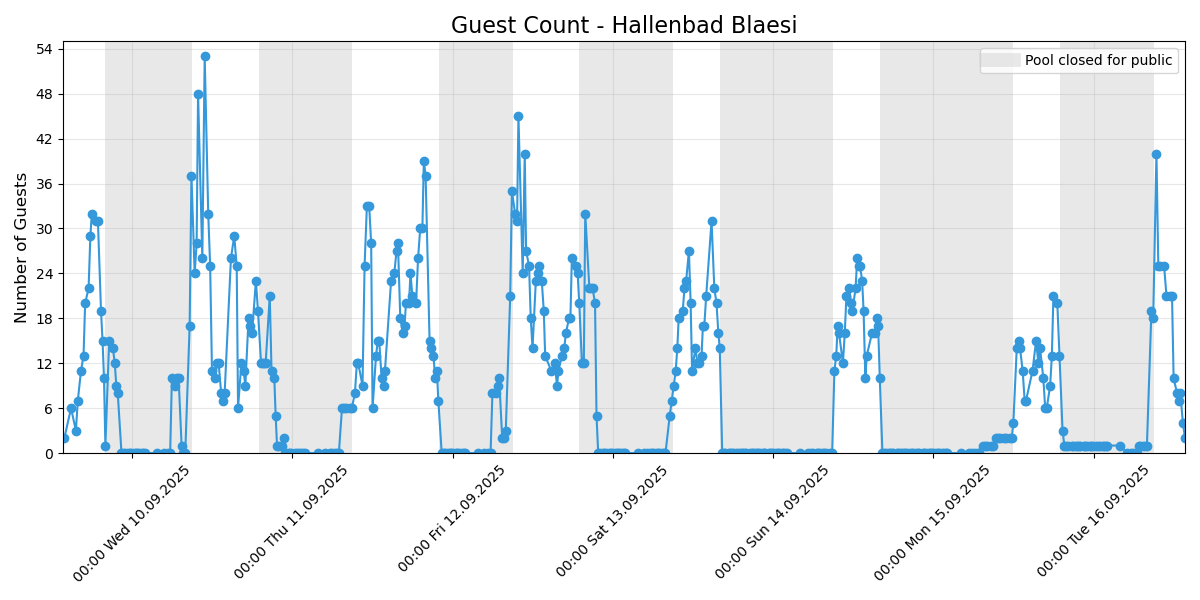 Guest Count - Hallenbad Blaesi
Pool closed for public
Number of Guests
54
48
42
36
30
24
18
12
6
0
00:00 Wed 10.09.2025
00:00 Thu 11.09.2025
00:00 Fri 12.09.2025
00:00 Sat 13.09.2025
00:00 Sun 14.09.2025
00:00 Mon 15.09.2025
00:00 Tue 16.09.2025